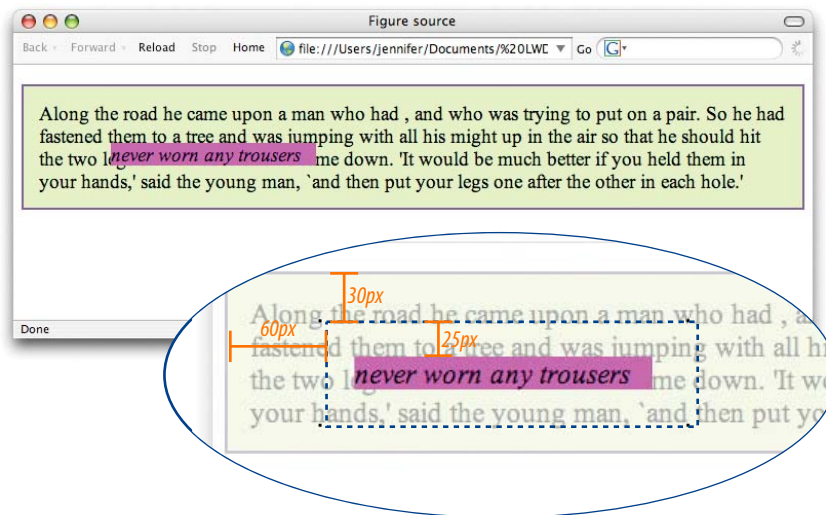 Figure source
Back Forward Reload Stop Home file:///Users/jennifer/Documents/%20LWD Go G
Along the road he came upon a man who had , and who was trying to put on a pair. So he had
fastened them to a tree and was jumping with all his might up in the air so that he should hit
the two never worn any trousers me down. 'It would be much better if you held them in
your hands,' said the young man, `and then put your legs one after the other in each hole.'
Done
30px
Along the road he came upon a man who had ,
60px
25px
fastened them to a tree and was jumping with all
the two never worn any trousers me down. 'It
your hands,' said the young man, `and then put